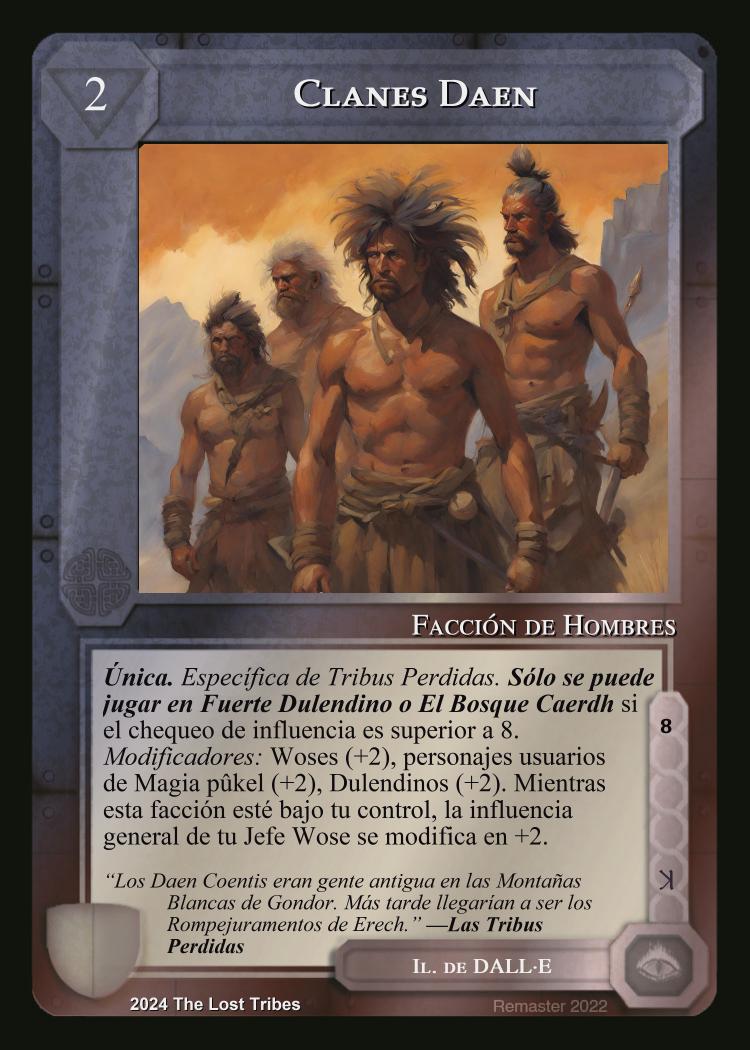 2
Clanes Daen
Facción de Hombres
Única. Específica de Tribus Perdidas. Sólo se puede
jugar en Fuerte Dulendino o El Bosque Caerdh si
el chequeo de influencia es superior a 8.
Modificadores: Woses (+2), personajes usuarios
de Magia pûkel (+2), Dulendinos (+2). Mientras
esta facción esté bajo tu control, la influencia
general de tu Jefe Wose se modifica en +2.
8
“Los Daen Coentis eran gente antigua en las Montañas
Blancas de Gondor. Más tarde llegarían a ser los
Rompejuramentos de Erech.” —Las Tribus
Perdidas
Il. de DALL·E
2024 The Lost Tribes
Remaster 2022